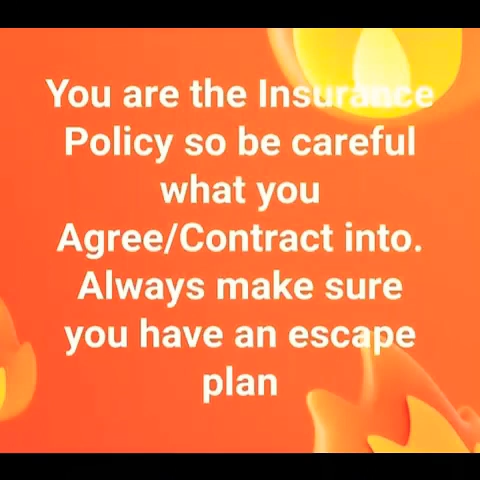 You are the Insurance
Policy so be careful
what you
Agree/Contract into.
Always make sure
you have an escape
plan